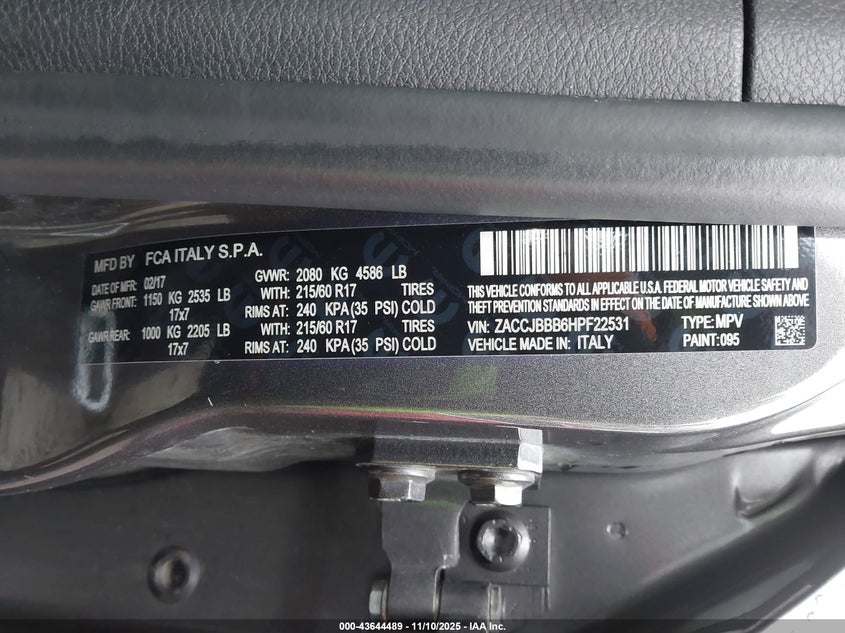 MFD BY FCA ITALY S.P.A.
DATE OF MFR: 02/17 GVWR: 2080 KG 4586 LB
GAWR FRONT: 1150 KG 2535 LB WITH: 215/60 R17 TIRES
17x7 RIMS AT: 240 KPA (35 PSI) COLD
GAWR REAR: 1000 KG 2205 LB WITH: 215/60 R17 TIRES
17x7 RIMS AT: 240 KPA (35 PSI) COLD
THIS VEHICLE CONFORMS TO ALL APPLICABLE U.S.A. FEDERAL MOTOR VEHICLE SAFETY AND
THEFT PREVENTION STANDARDS IN EFFECT ON THE DATE OF MANUFACTURE SHOWN ABOVE.
VIN: ZACCJBBB6HPF22531 TYPE: MPV
VEHICLE MADE IN: ITALY PAINT: 095
000-43644489 - 11/10/2025 - IAA Inc.